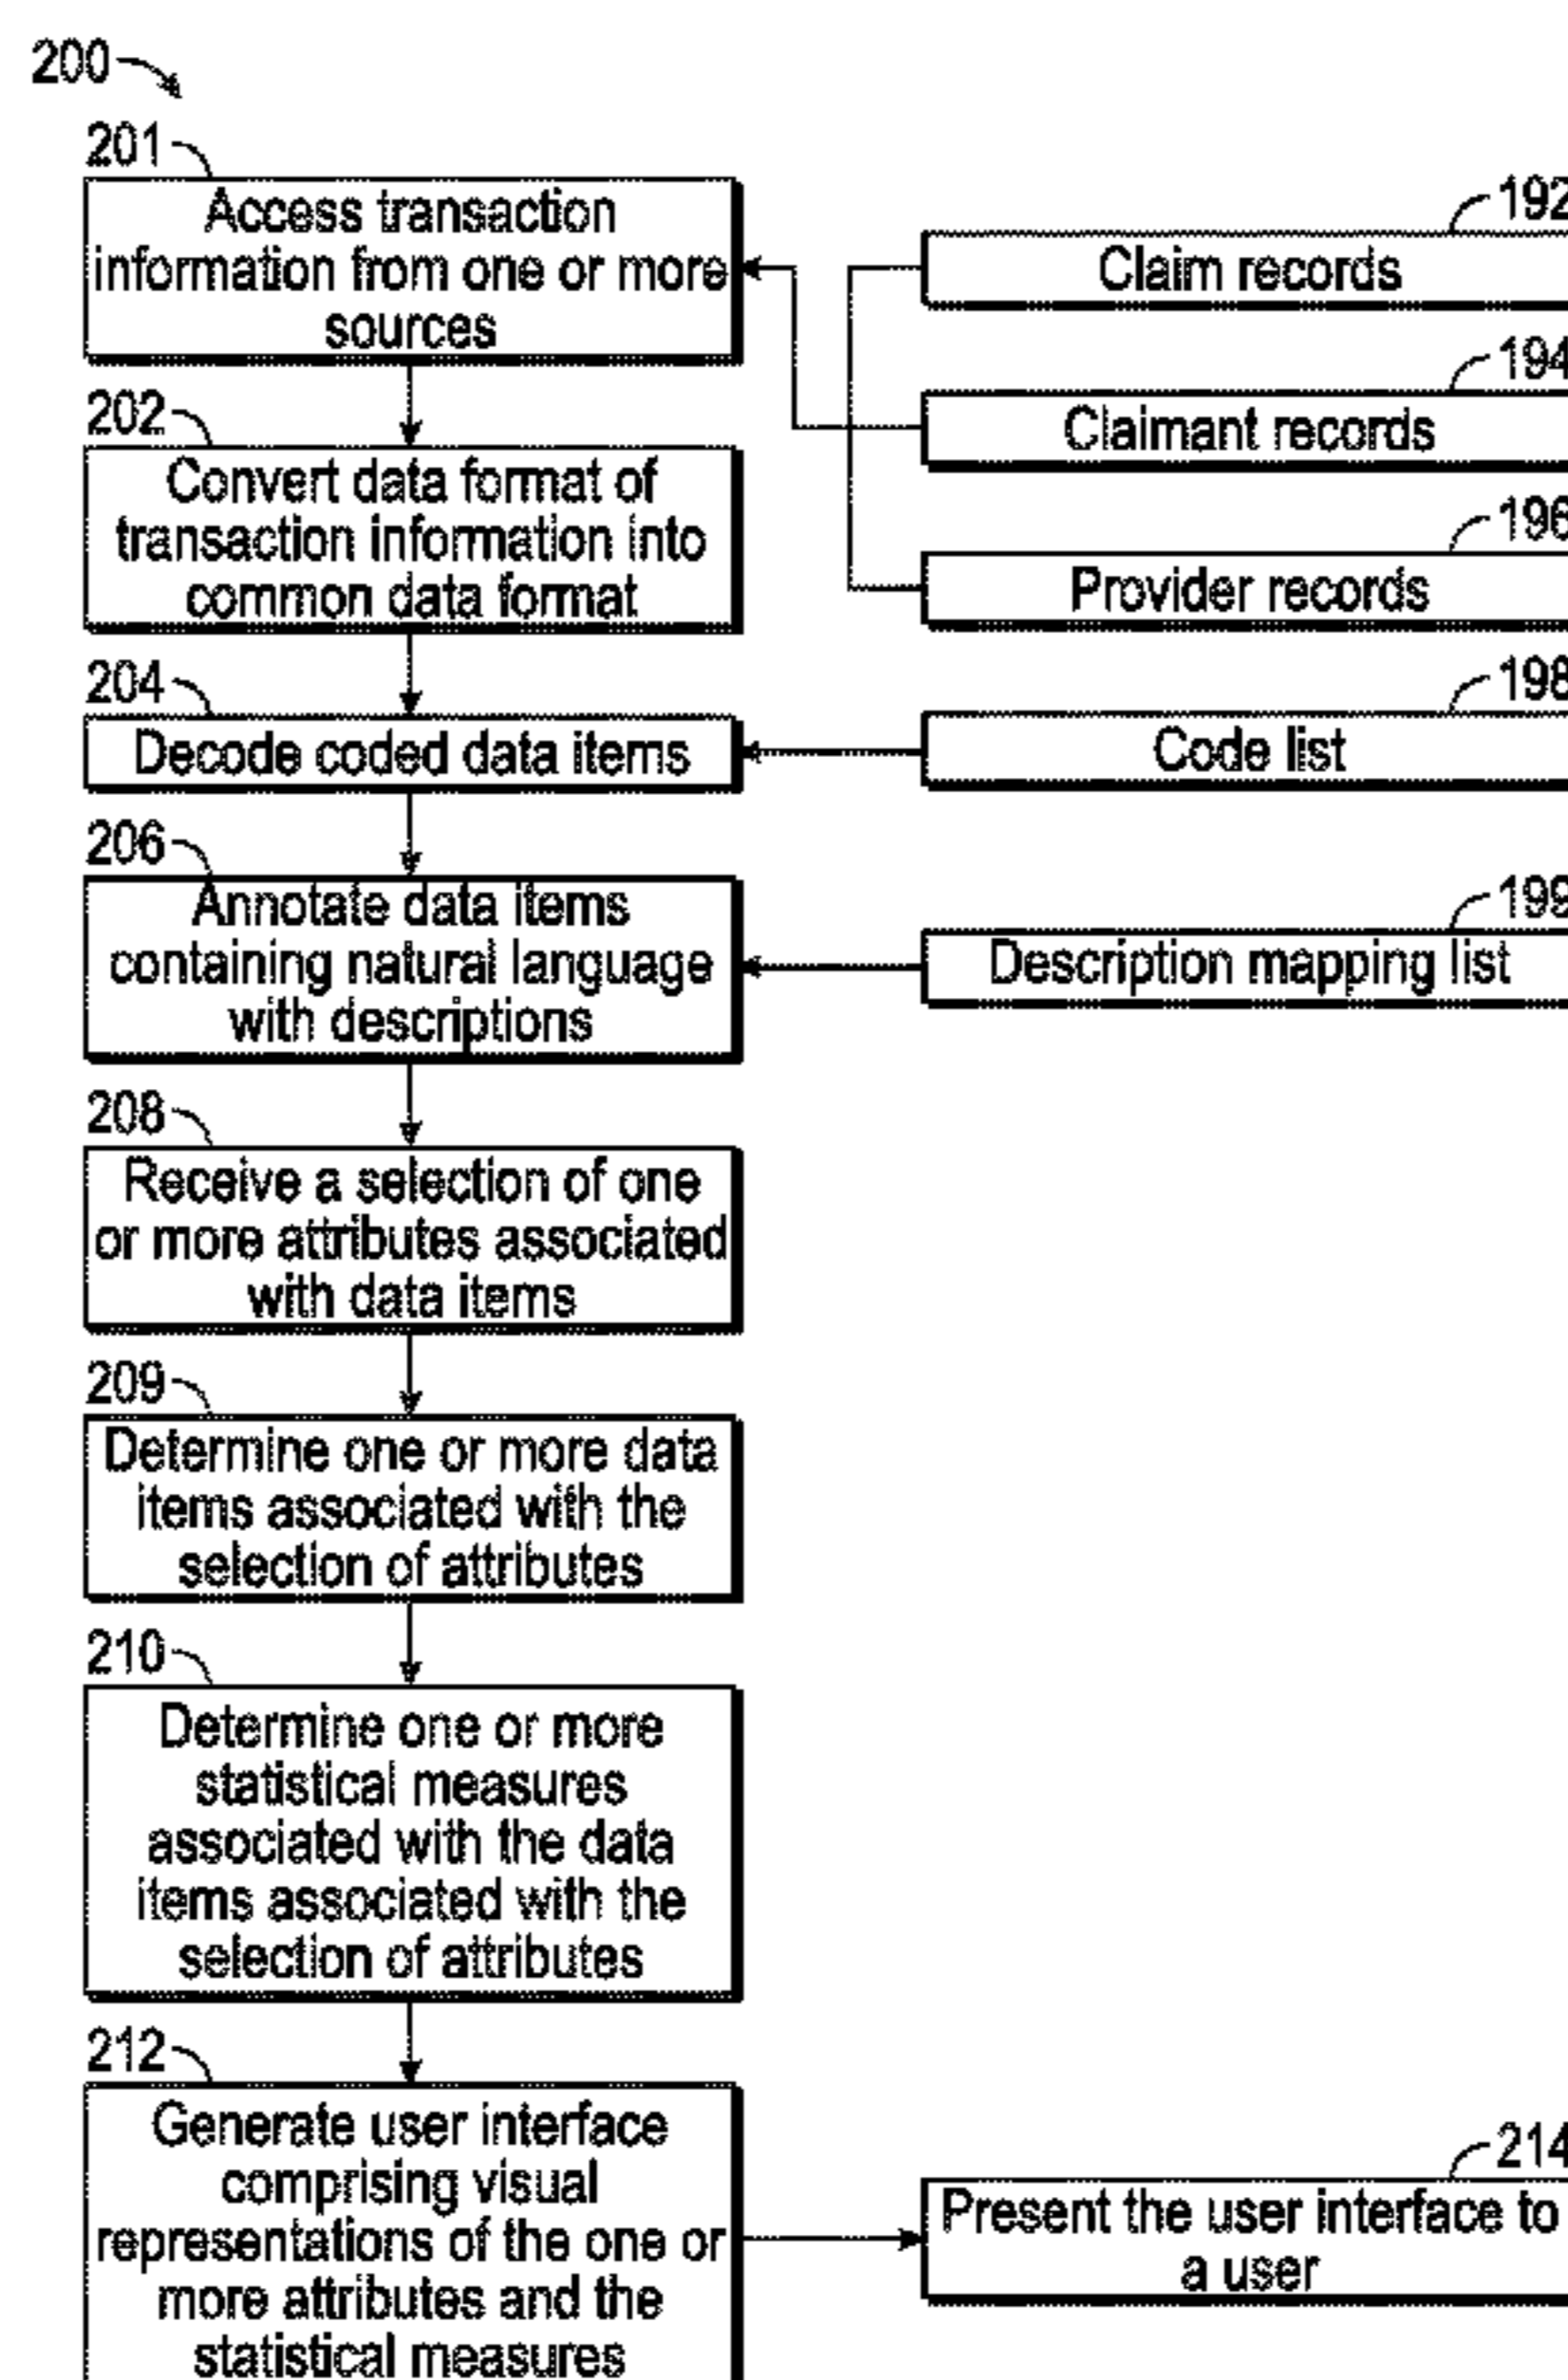 200
201
Access transaction
information from one or more
sources
192
Claim records
194
Claimant records
202
Convert data format of
transaction information into
common data format
196
Provider records
204
Decode coded data items
198
Code list
206
Annotate data items
containing natural language
with descriptions
199
Description mapping list
208
Receive a selection of one
or more attributes associated
with data items
209
Determine one or more data
items associated with the
selection of attributes
210
Determine one or more
statistical measures
associated with the data
items associated with the
selection of attributes
212
Generate user interface
comprising visual
representations of the one or
more attributes and the
statistical measures
214
Present the user interface to
a user